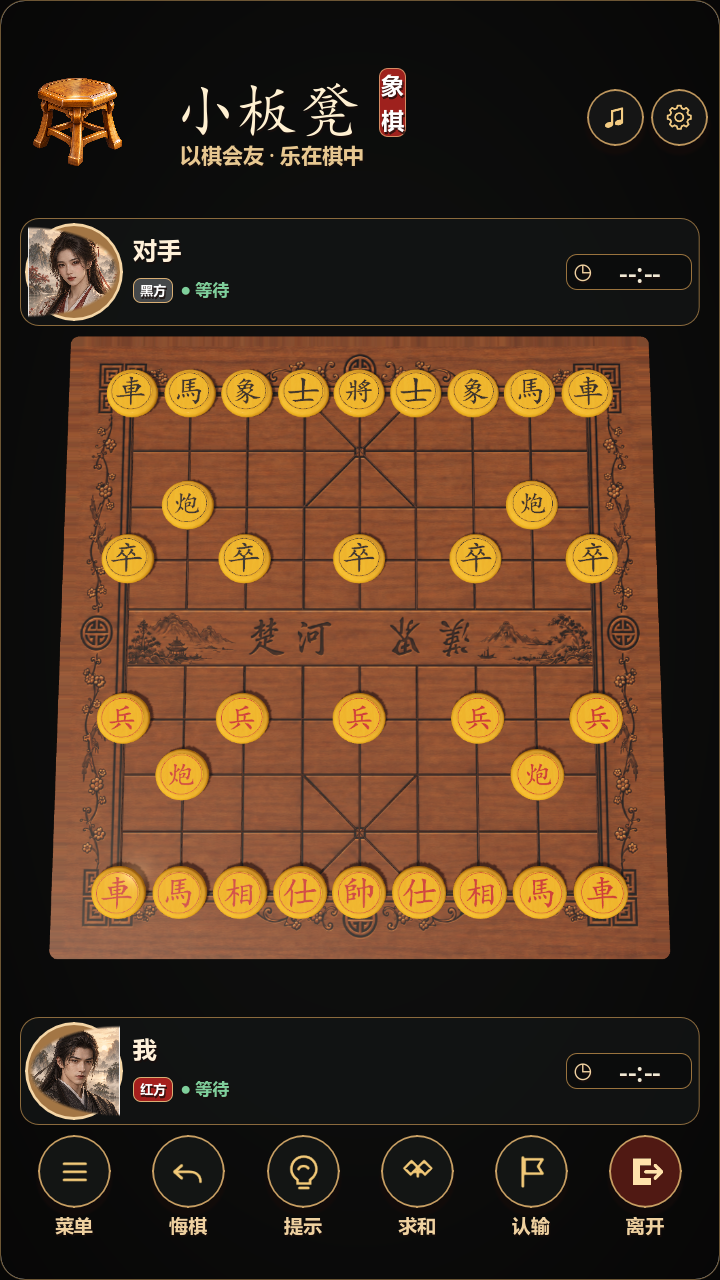 小板凳
象棋
以棋会友·乐在棋中
对手
黑方
等待
--:--
車馬象士將士象馬車
炮 炮
卒 卒 卒 卒 卒
楚河 漢界
兵 兵 兵 兵 兵
炮 炮
車馬相仕帥仕相馬車
我
红方
等待
--:--
菜单
悔棋
提示
求和
认输
离开